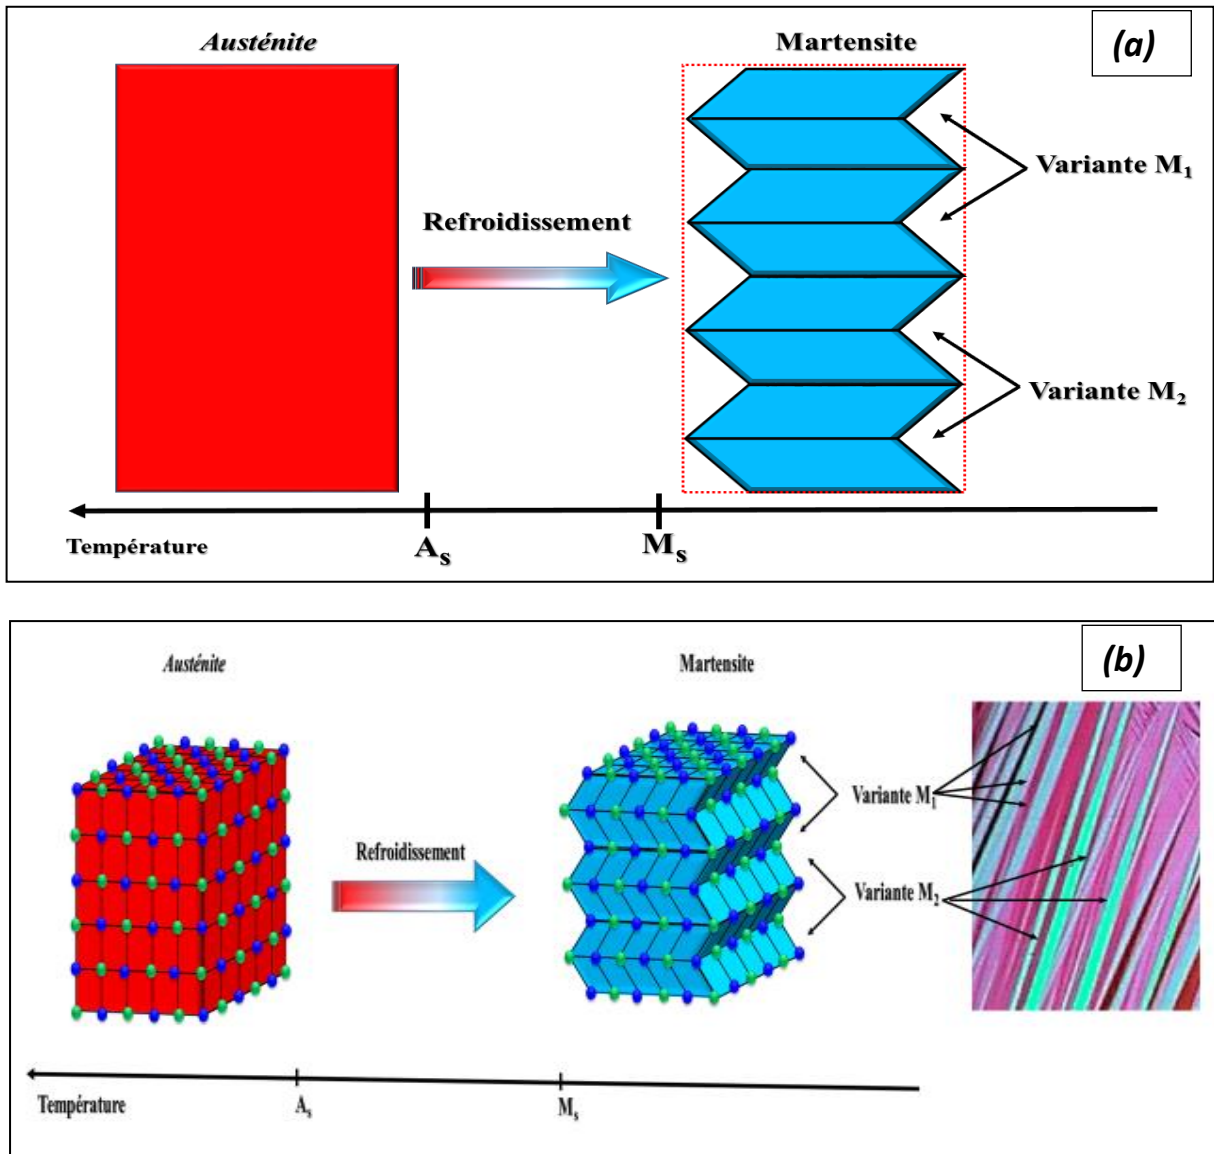 Austénite
Martensite
(a)
Variante M1
Refroidissement
Variante M2
Température
As
Ms
(b)
Austénite
Martensite
Variante M1
Refroidissement
Variante M2
Température
As
Ms